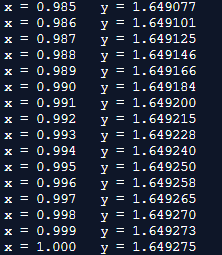 x = 0.985 y = 1.649077
x = 0.986 y = 1.649101
x = 0.987 y = 1.649125
x = 0.988 y = 1.649146
x = 0.989 y = 1.649166
x = 0.990 y = 1.649184
x = 0.991 y = 1.649200
x = 0.992 y = 1.649215
x = 0.993 y = 1.649228
x = 0.994 y = 1.649240
x = 0.995 y = 1.649250
x = 0.996 y = 1.649258
x = 0.997 y = 1.649265
x = 0.998 y = 1.649270
x = 0.999 y = 1.649273
x = 1.000 y = 1.649275